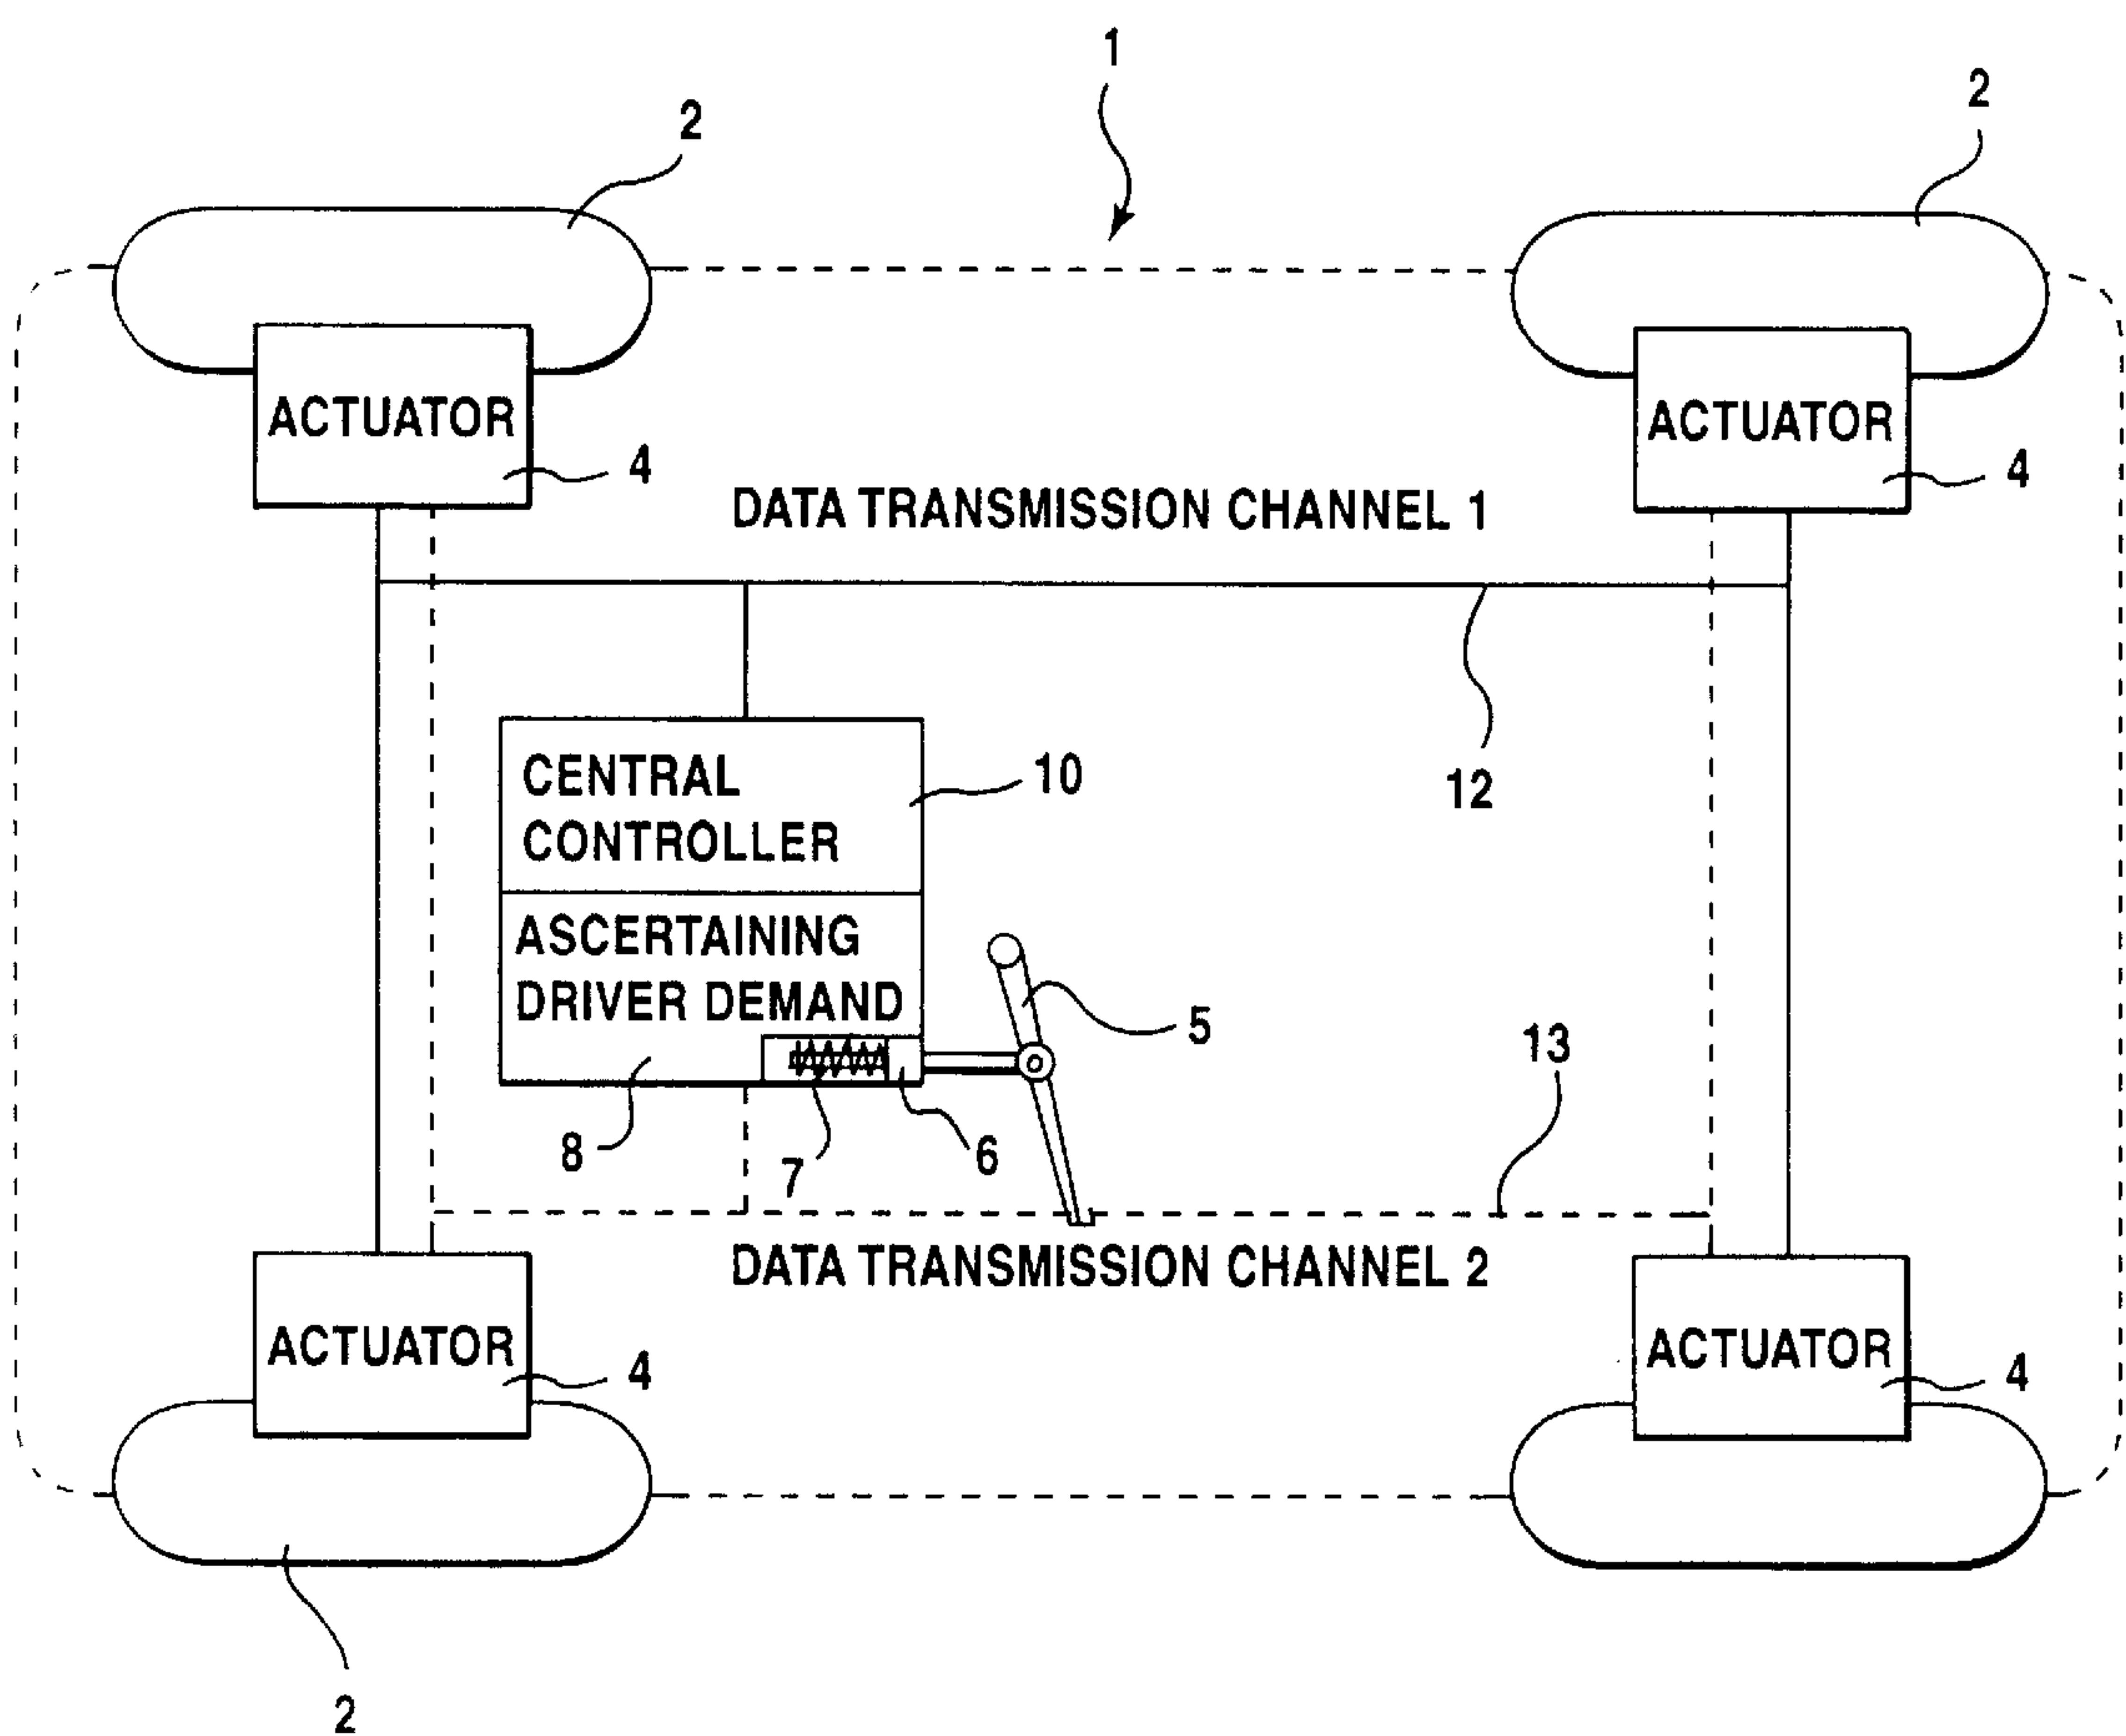 1
2
2
ACTUATOR
ACTUATOR
4
4
DATA TRANSMISSION CHANNEL 1
CENTRAL
CONTROLLER
10
12
ASCERTAINING
DRIVER DEMAND
5
13
8
7
6
DATA TRANSMISSION CHANNEL 2
ACTUATOR
ACTUATOR
4
4
2